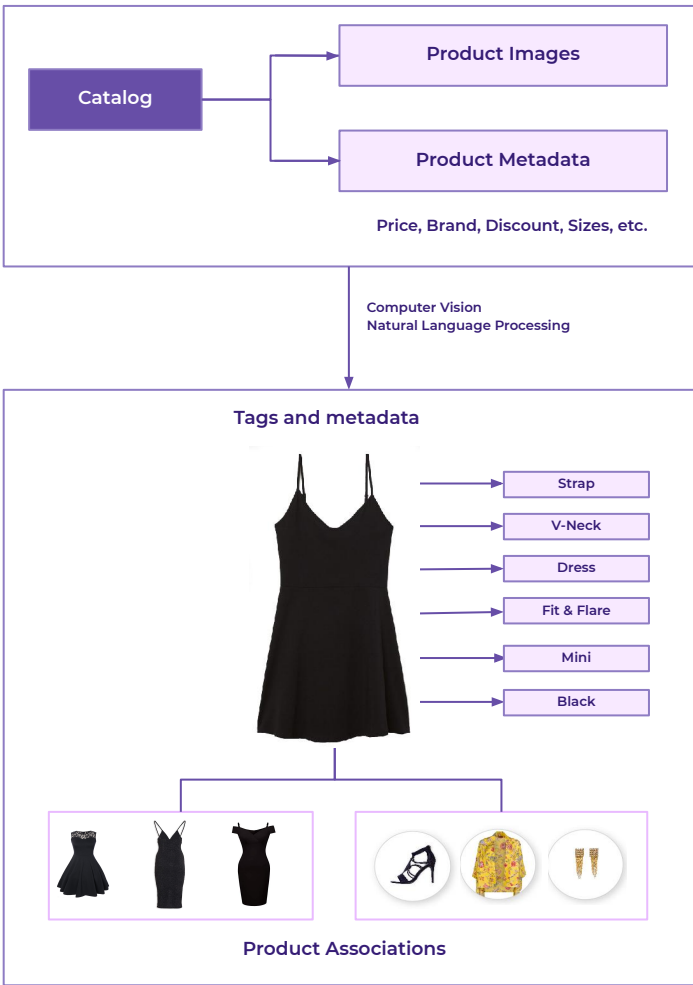 Catalog
Product Images
Product Metadata
Price, Brand, Discount, Sizes, etc.
Computer Vision
Natural Language Processing
Tags and metadata
Strap
V-Neck
Dress
Fit & Flare
Mini
Black
Product Associations